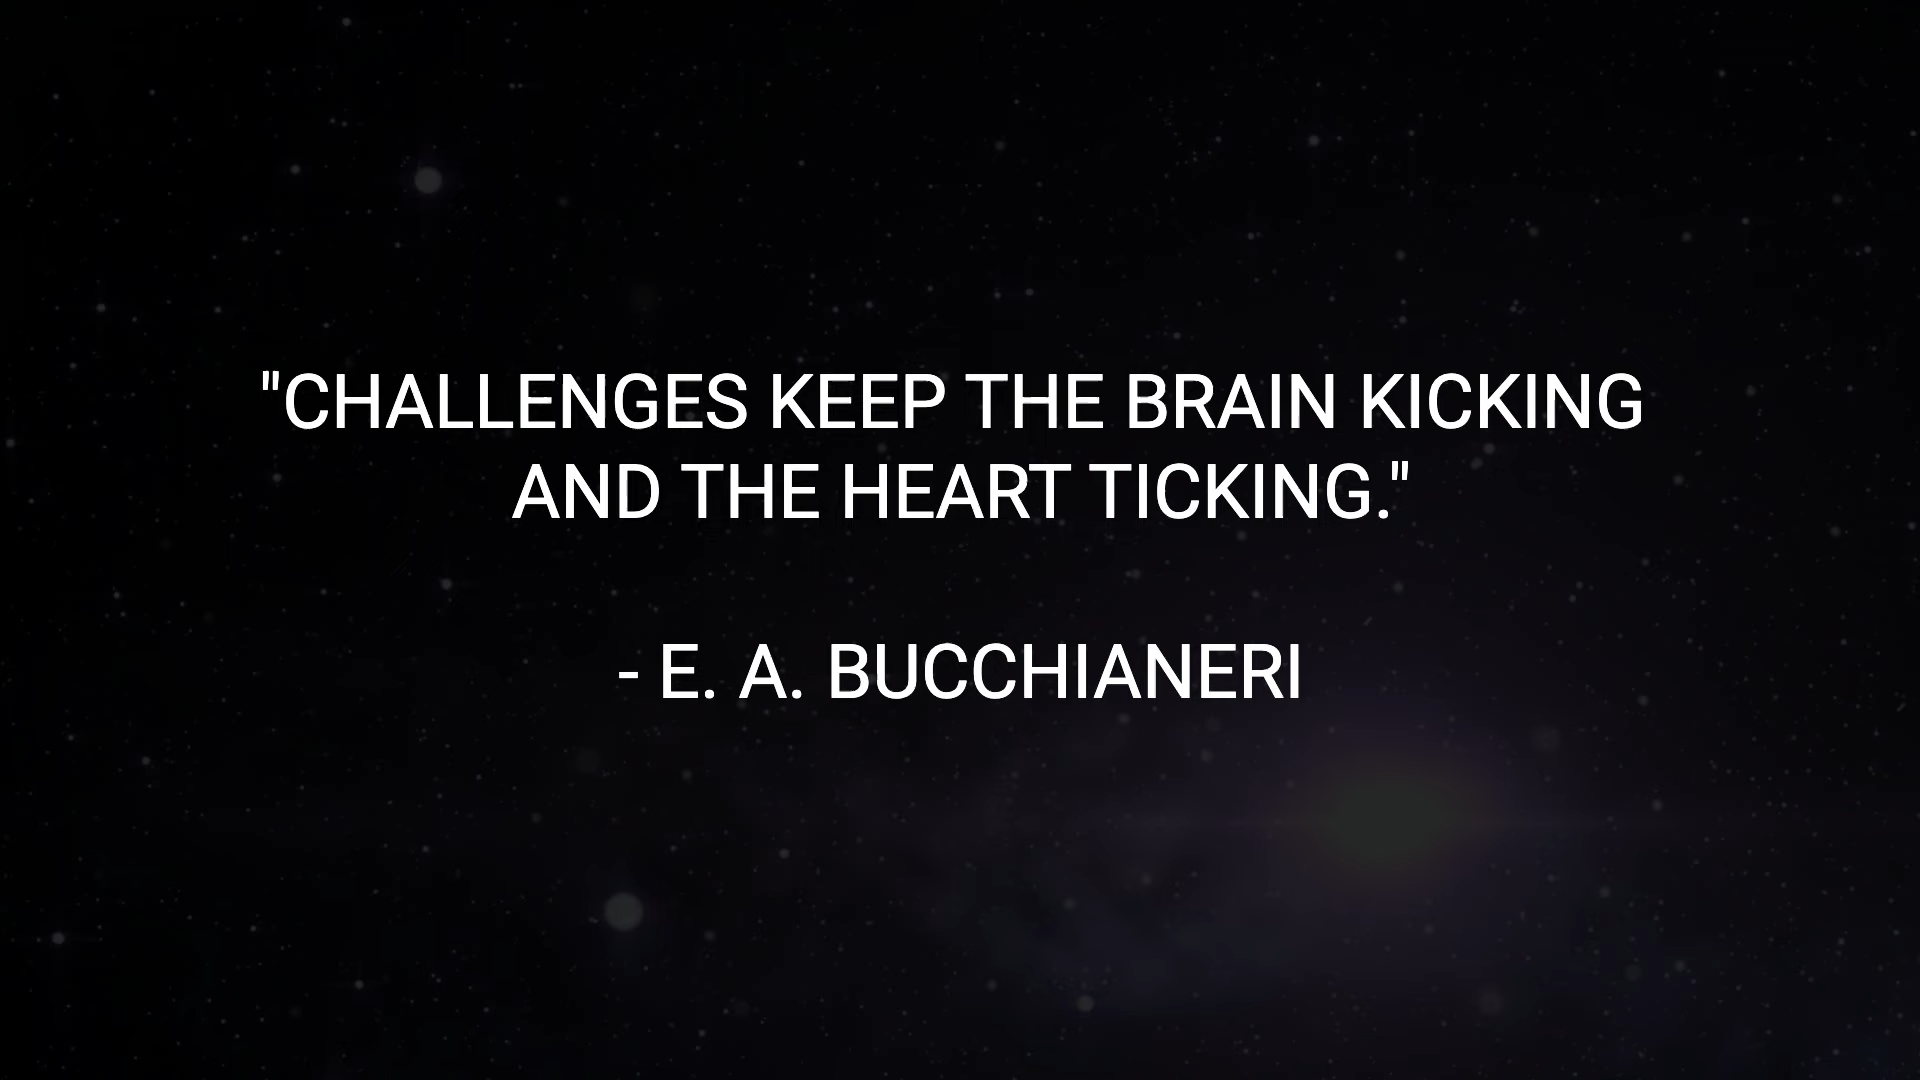 "CHALLENGES KEEP THE BRAIN KICKING
AND THE HEART TICKING."
- E. A. BUCCHIANERI